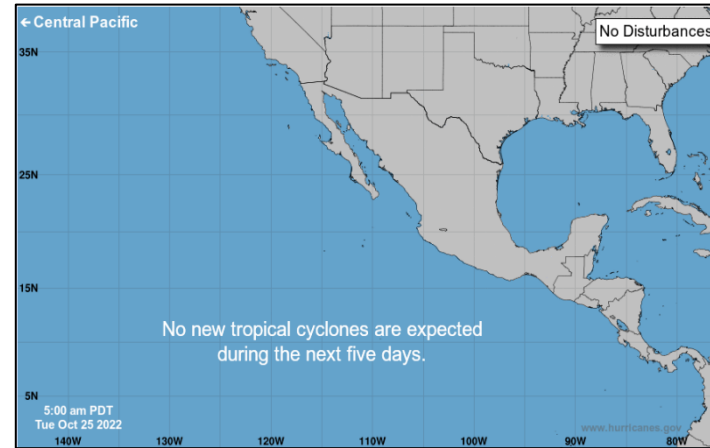 ← Central Pacific
No Disturbances
35N
25N
15N
No new tropical cyclones are expected
during the next five days.
5N
5:00 am PDT
Tue Oct 25 2022
www.hurricanes.gov
140W 130W 120W 110W 100W 90W 80W